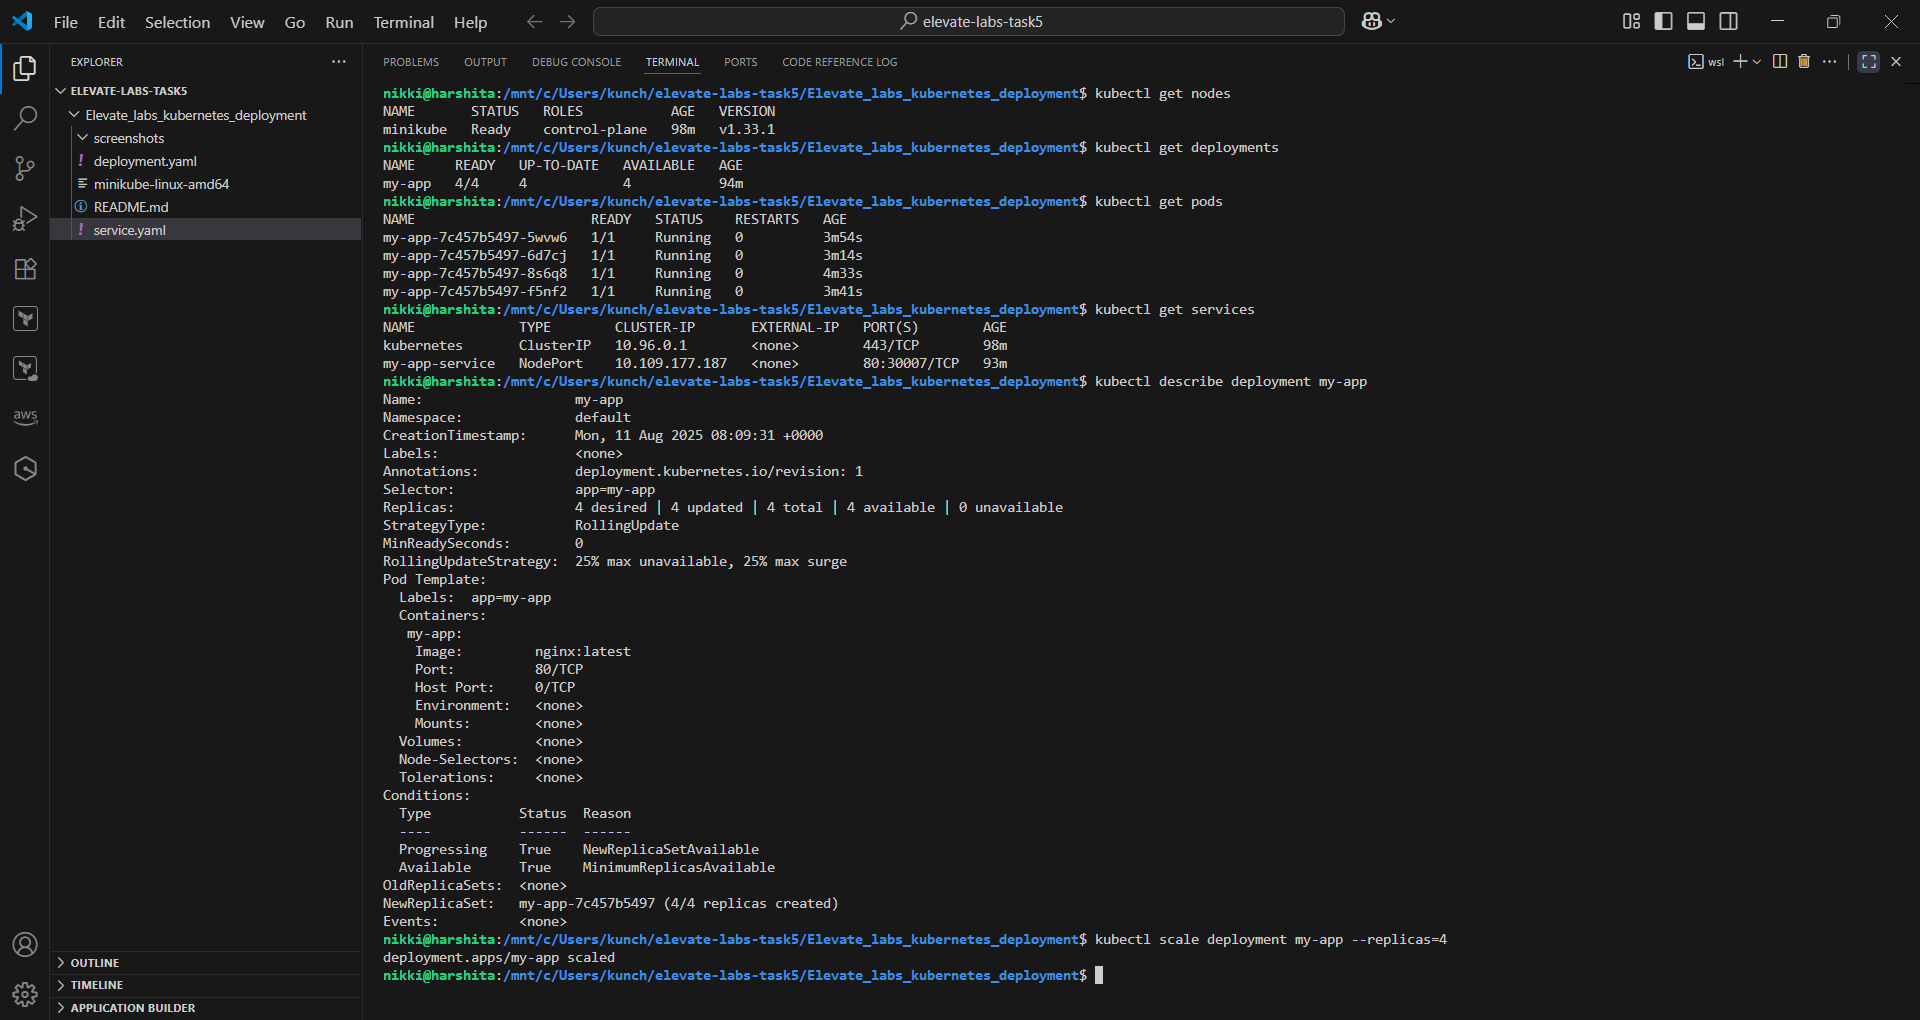 File Edit Selection View Go Run Terminal Help
elevate-labs-task5
EXPLORER
ELEVATE-LABS-TASK5
Elevate_labs_kubernetes_deployment
screenshots
! deployment.yaml
minikube-linux-amd64
README.md
! service.yaml
OUTLINE
TIMELINE
APPLICATION BUILDER
aws
PROBLEMS OUTPUT DEBUG CONSOLE TERMINAL PORTS CODE REFERENCE LOG
wsl
nikki@harshita:/mnt/c/Users/kunch/elevate-labs-task5/Elevate_labs_kubernetes_deployment$ kubectl get nodes
NAME STATUS ROLES AGE VERSION
minikube Ready control-plane 98m v1.33.1
nikki@harshita:/mnt/c/Users/kunch/elevate-labs-task5/Elevate_labs_kubernetes_deployment$ kubectl get deployments
NAME READY UP-TO-DATE AVAILABLE AGE
my-app 4/4 4 4 94m
nikki@harshita:/mnt/c/Users/kunch/elevate-labs-task5/Elevate_labs_kubernetes_deployment$ kubectl get pods
NAME READY STATUS RESTARTS AGE
my-app-7c457b5497-5wvw6 1/1 Running 0 3m54s
my-app-7c457b5497-6d7cj 1/1 Running 0 3m14s
my-app-7c457b5497-8s6q8 1/1 Running 0 4m33s
my-app-7c457b5497-f5nf2 1/1 Running 0 3m41s
nikki@harshita:/mnt/c/Users/kunch/elevate-labs-task5/Elevate_labs_kubernetes_deployment$ kubectl get services
NAME TYPE CLUSTER-IP EXTERNAL-IP PORT(S) AGE
kubernetes ClusterIP 10.96.0.1 <none> 443/TCP 98m
my-app-service NodePort 10.109.177.187 <none> 80:30007/TCP 93m
nikki@harshita:/mnt/c/Users/kunch/elevate-labs-task5/Elevate_labs_kubernetes_deployment$ kubectl describe deployment my-app
Name: my-app
Namespace: default
CreationTimestamp: Mon, 11 Aug 2025 08:09:31 +0000
Labels: <none>
Annotations: deployment.kubernetes.io/revision: 1
Selector: app=my-app
Replicas: 4 desired | 4 updated | 4 total | 4 available | 0 unavailable
StrategyType: RollingUpdate
MinReadySeconds: 0
RollingUpdateStrategy: 25% max unavailable, 25% max surge
Pod Template:
Labels: app=my-app
Containers:
my-app:
Image: nginx:latest
Port: 80/TCP
Host Port: 0/TCP
Environment: <none>
Mounts: <none>
Volumes: <none>
Node-Selectors: <none>
Tolerations: <none>
Conditions:
Type Status Reason
---- ------ ------
Progressing True NewReplicaSetAvailable
Available True MinimumReplicasAvailable
OldReplicaSets: <none>
NewReplicaSet: my-app-7c457b5497 (4/4 replicas created)
Events: <none>
nikki@harshita:/mnt/c/Users/kunch/elevate-labs-task5/Elevate_labs_kubernetes_deployment$ kubectl scale deployment my-app --replicas=4
deployment.apps/my-app scaled
nikki@harshita:/mnt/c/Users/kunch/elevate-labs-task5/Elevate_labs_kubernetes_deployment$